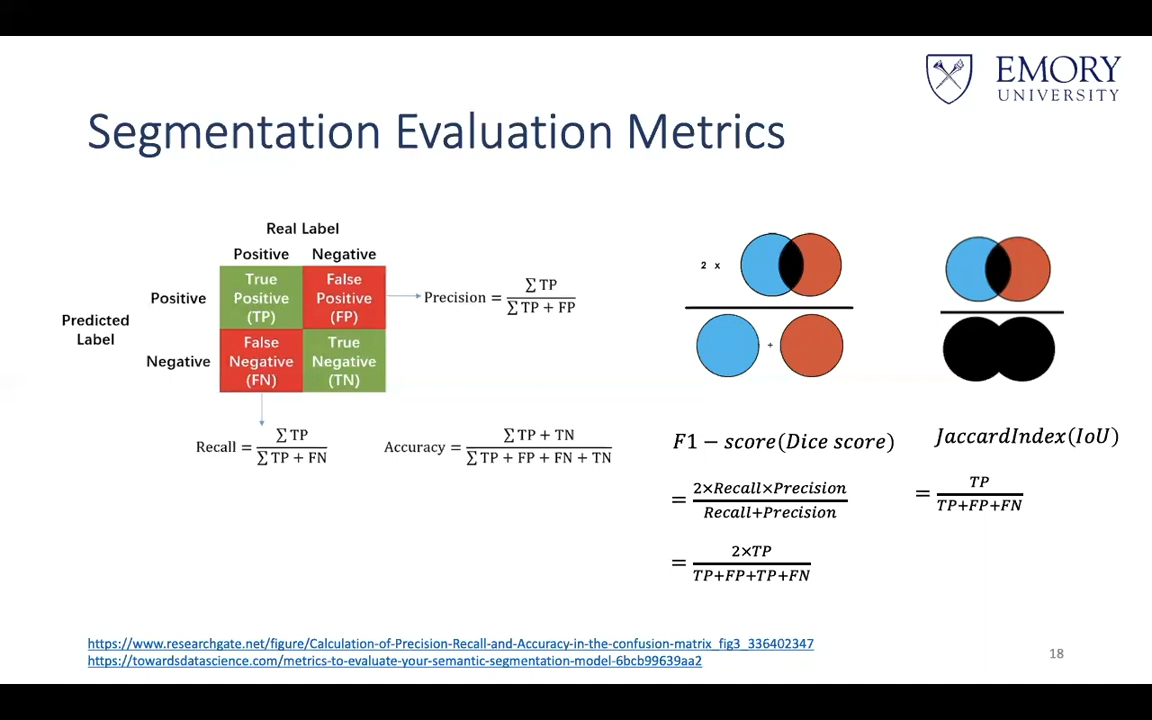 EMORY
UNIVERSITY
Segmentation Evaluation Metrics
Real Label
Positive Negative
Predicted
Label
Positive
True
Positive
(TP)
False
Positive
(FP)
Negative
False
Negative
(FN)
True
Negative
(TN)
Precision = ∑ TP / ∑ TP + FP
Recall = ∑ TP / ∑ TP + FN
Accuracy = ∑ TP + TN / ∑ TP + FP + FN + TN
2 x
+
F1 − score(Dice score)
= 2×Recall×Precision / Recall+Precision
= 2×TP / TP+FP+TP+FN
JaccardIndex(IoU)
= TP / TP+FP+FN
https://www.researchgate.net/figure/Calculation-of-Precision-Recall-and-Accuracy-in-the-confusion-matrix_fig3_336402347
https://towardsdatascience.com/metrics-to-evaluate-your-semantic-segmentation-model-6bcb99639aa2
18